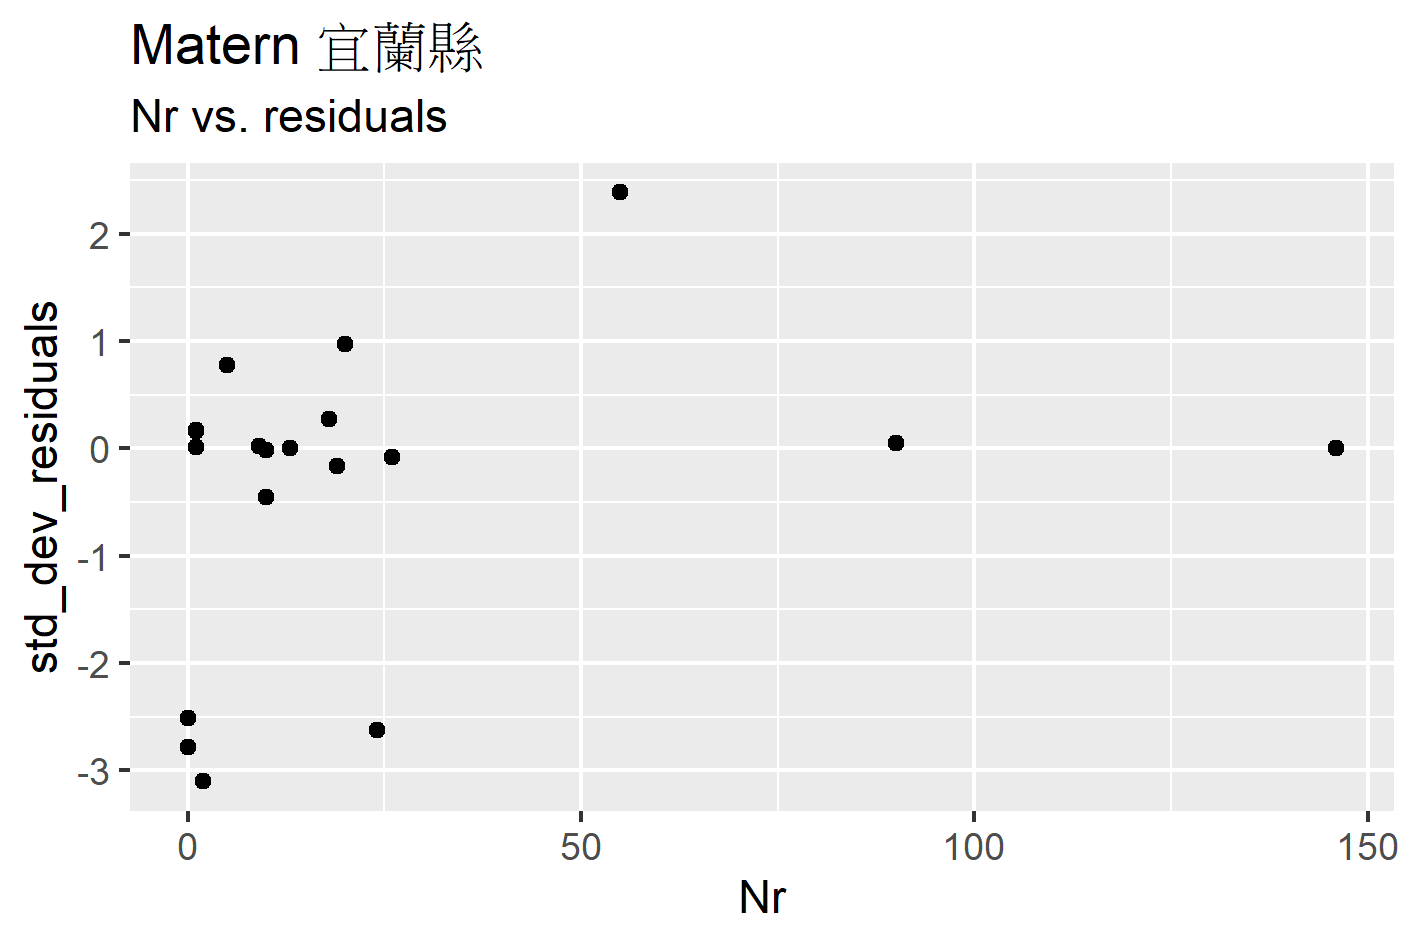 Matern 宜蘭縣
Nr vs. residuals
std_dev_residuals
2
1
0
-1
-2
-3
0
50
100
150
Nr